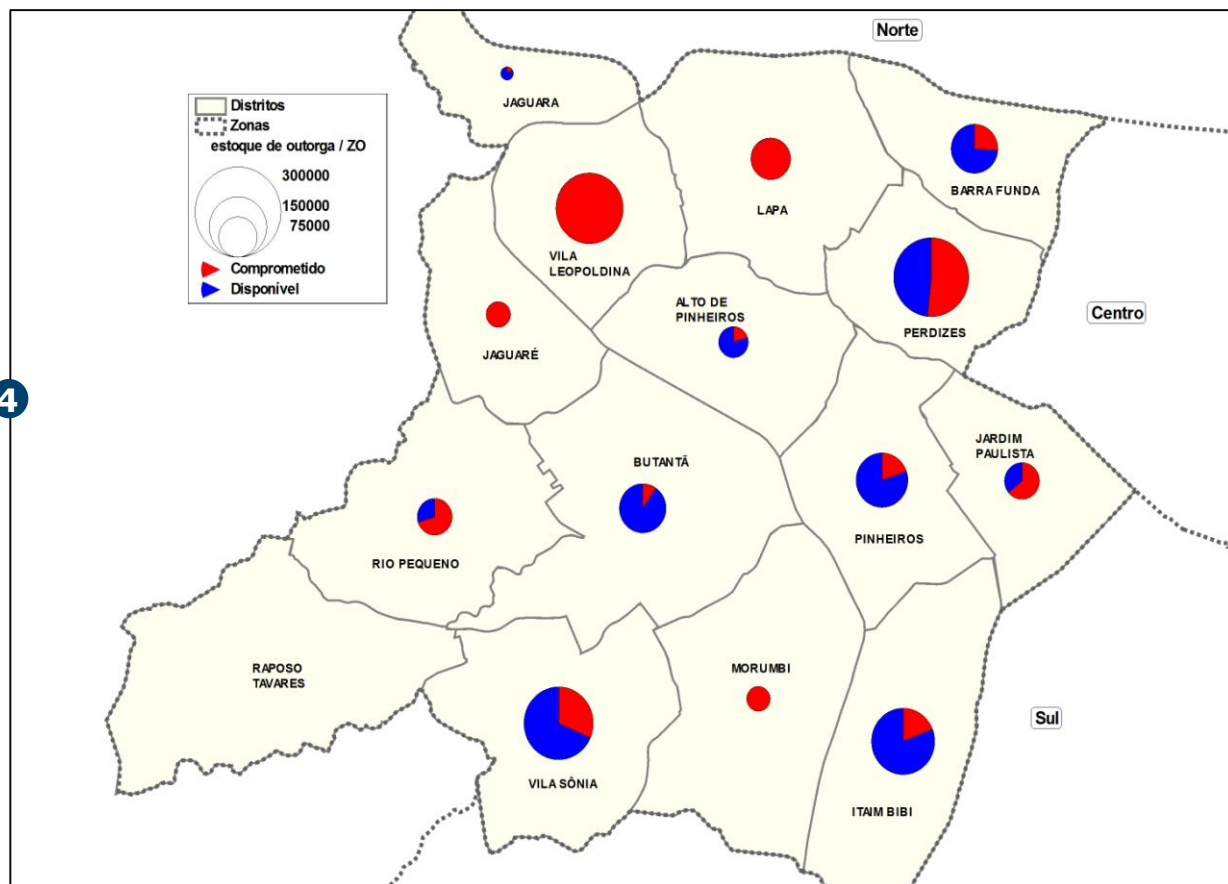 Norte
JAGUARA
Distritos
Zonas
estoque de outorga / ZO
300000
150000
75000
Comprometido
Disponível
BARRA FUNDA
LAPA
VILA
LEOPOLDINA
ALTO DE
PINHEIROS
PERDIZES
Centro
JAGUARÉ
4
JARDIM
PAULISTA
BUTANTÃ
PINHEIROS
RIO PEQUENO
RAPOSO
TAVARES
MORUMBI
Sul
VILA SÔNIA
ITAIM BIBI